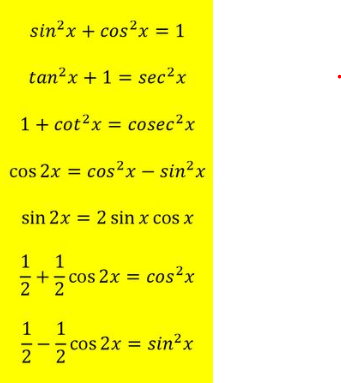 sin²x + cos²x = 1
tan²x + 1 = sec²x
1 + cot²x = cosec²x
cos 2x = cos²x − sin²x
sin 2x = 2 sin x cos x
1/2 + 1/2 cos 2x = cos²x
1/2 − 1/2 cos 2x = sin²x